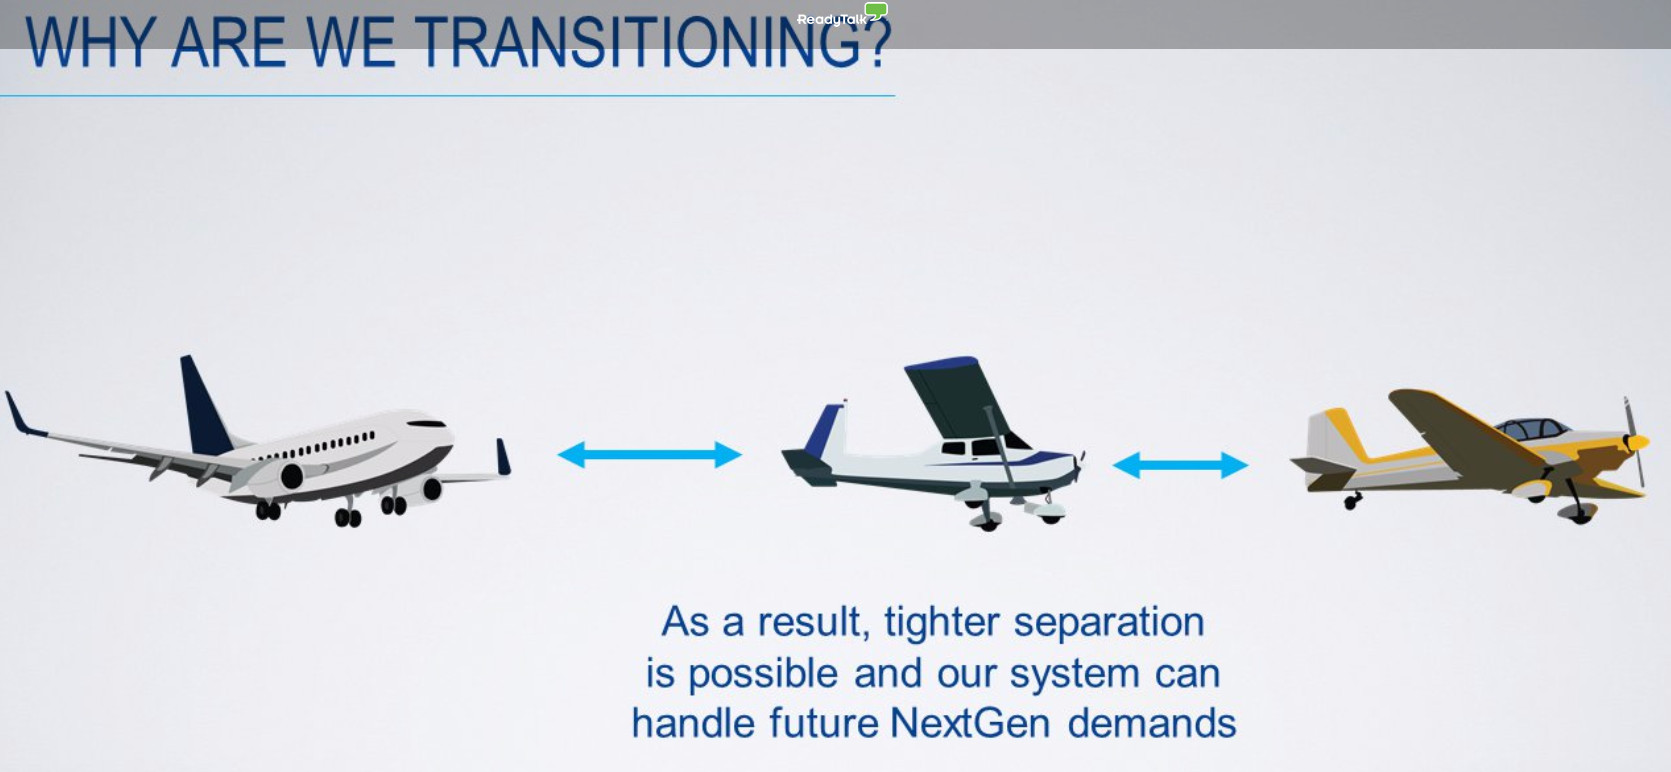 ReadyTalk
WHY ARE WE TRANSITIONING?
As a result, tighter separation
is possible and our system can
handle future NextGen demands